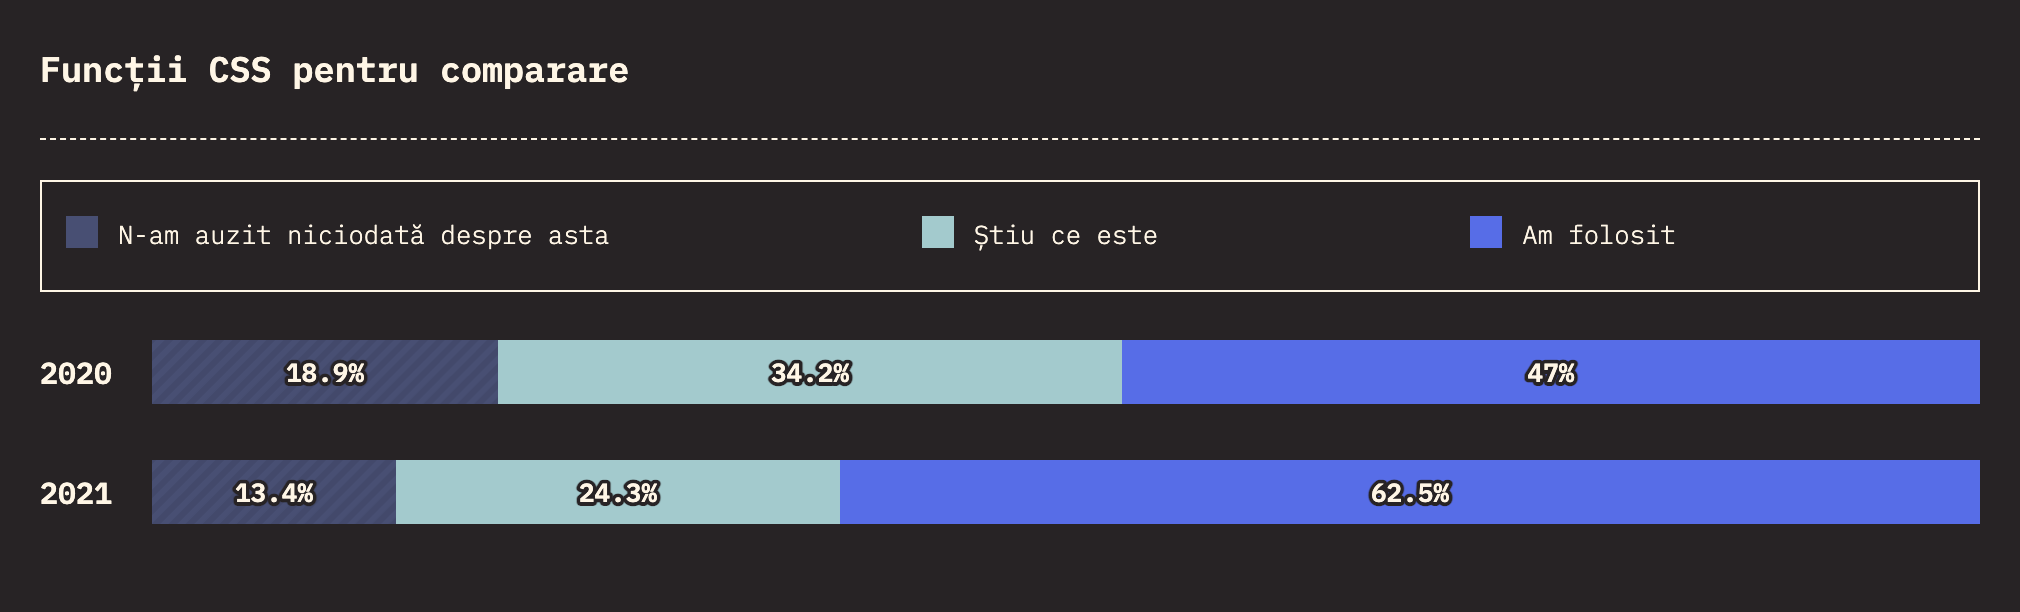 Funcții CSS pentru comparare
N-am auzit niciodată despre asta
Știu ce este
Am folosit
2020 18.9% 34.2% 47%
2021 13.4% 24.3% 62.5%